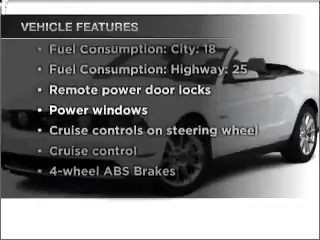 VEHICLE FEATURES
• Fuel Consumption: City: 18
• Fuel Consumption: Highway: 25
• Remote power door locks
• Power windows
• Cruise controls on steering wheel
• Cruise control
• 4-wheel ABS Brakes